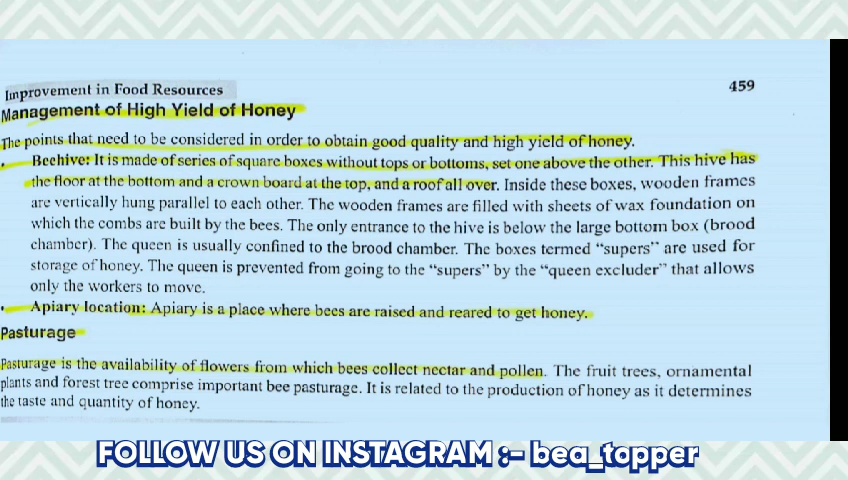 Improvement in Food Resources
459
Management of High Yield of Honey
The points that need to be considered in order to obtain good quality and high yield of honey.
• Beehive: It is made of series of square boxes without tops or bottoms, set one above the other. This hive has
the floor at the bottom and a crown board at the top, and a roof all over. Inside these boxes, wooden frames
are vertically hung parallel to each other. The wooden frames are filled with sheets of wax foundation on
which the combs are built by the bees. The only entrance to the hive is below the large bottom box (brood
chamber). The queen is usually confined to the brood chamber. The boxes termed “supers” are used for
storage of honey. The queen is prevented from going to the “supers” by the “queen excluder” that allows
only the workers to move.
• Apiary location: Apiary is a place where bees are raised and reared to get honey.
Pasturage
Pasturage is the availability of flowers from which bees collect nectar and pollen. The fruit trees, ornamental
plants and forest tree comprise important bee pasturage. It is related to the production of honey as it determines
the taste and quantity of honey.
FOLLOW US ON INSTAGRAM :- bea_topper